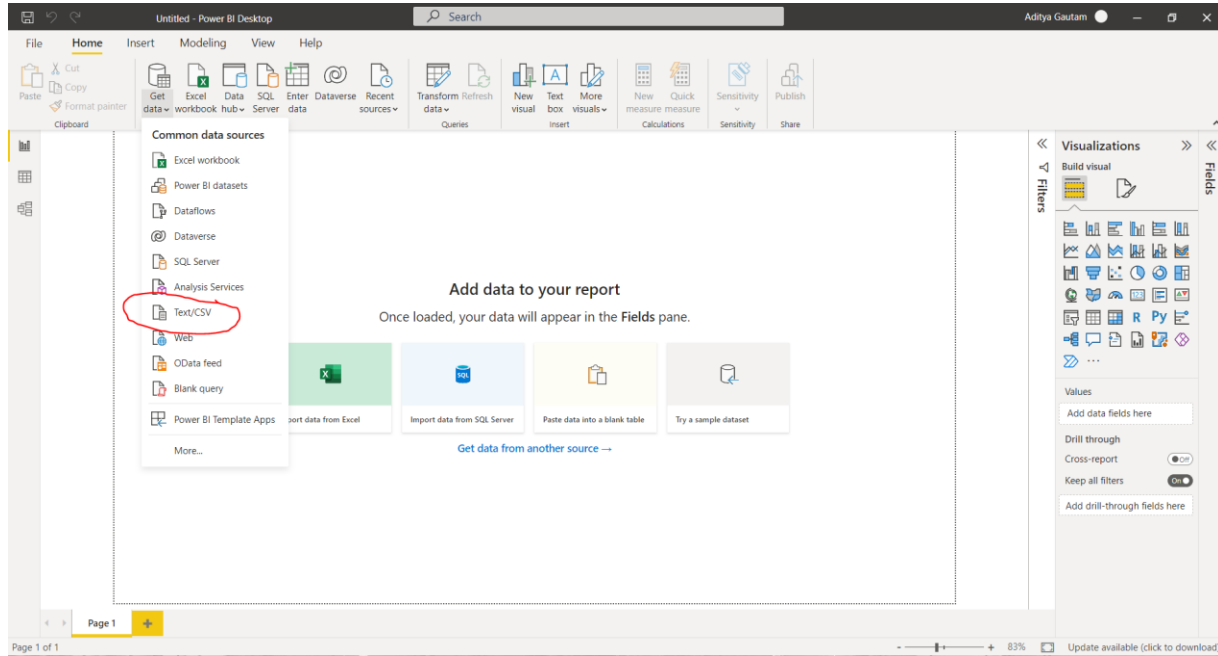 Untitled - Power BI Desktop
Search
Aditya Gautam
File Home Insert Modeling View Help
Paste
Cut
Copy
Format painter
Clipboard
Get data
Excel workbook
Data hub
SQL Server
Enter data
Dataverse
Recent sources
Transform data
Refresh
Queries
New visual
Text box
More visuals
Insert
New measure
Quick measure
Calculations
Sensitivity
Sensitivity
Publish
Share
Common data sources
Excel workbook
Power BI datasets
Dataflows
Dataverse
SQL Server
Analysis Services
Text/CSV
Web
OData feed
Blank query
Power BI Template Apps
More...
Add data to your report
Once loaded, your data will appear in the Fields pane.
port data from Excel
SQL
Import data from SQL Server
Paste data into a blank table
Try a sample dataset
Get data from another source →
Filters
Visualizations
Build visual
123
R
Py
...
Values
Add data fields here
Drill through
Cross-report
Off
Keep all filters
On
Add drill-through fields here
Fields
Page 1
+
Page 1 of 1
- + 83%
Update available (click to download)